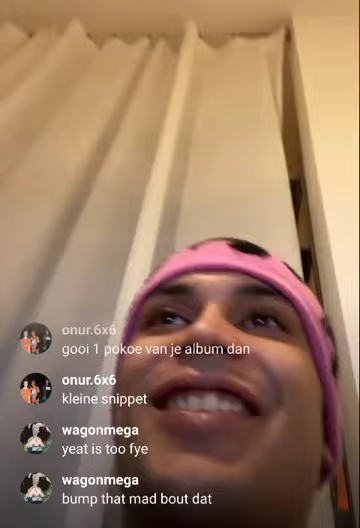 onur.6x6
gooi 1 pokoe van je album dan
onur.6x6
kleine snippet
wagonmega
yeat is too fye
wagonmega
bump that mad bout dat